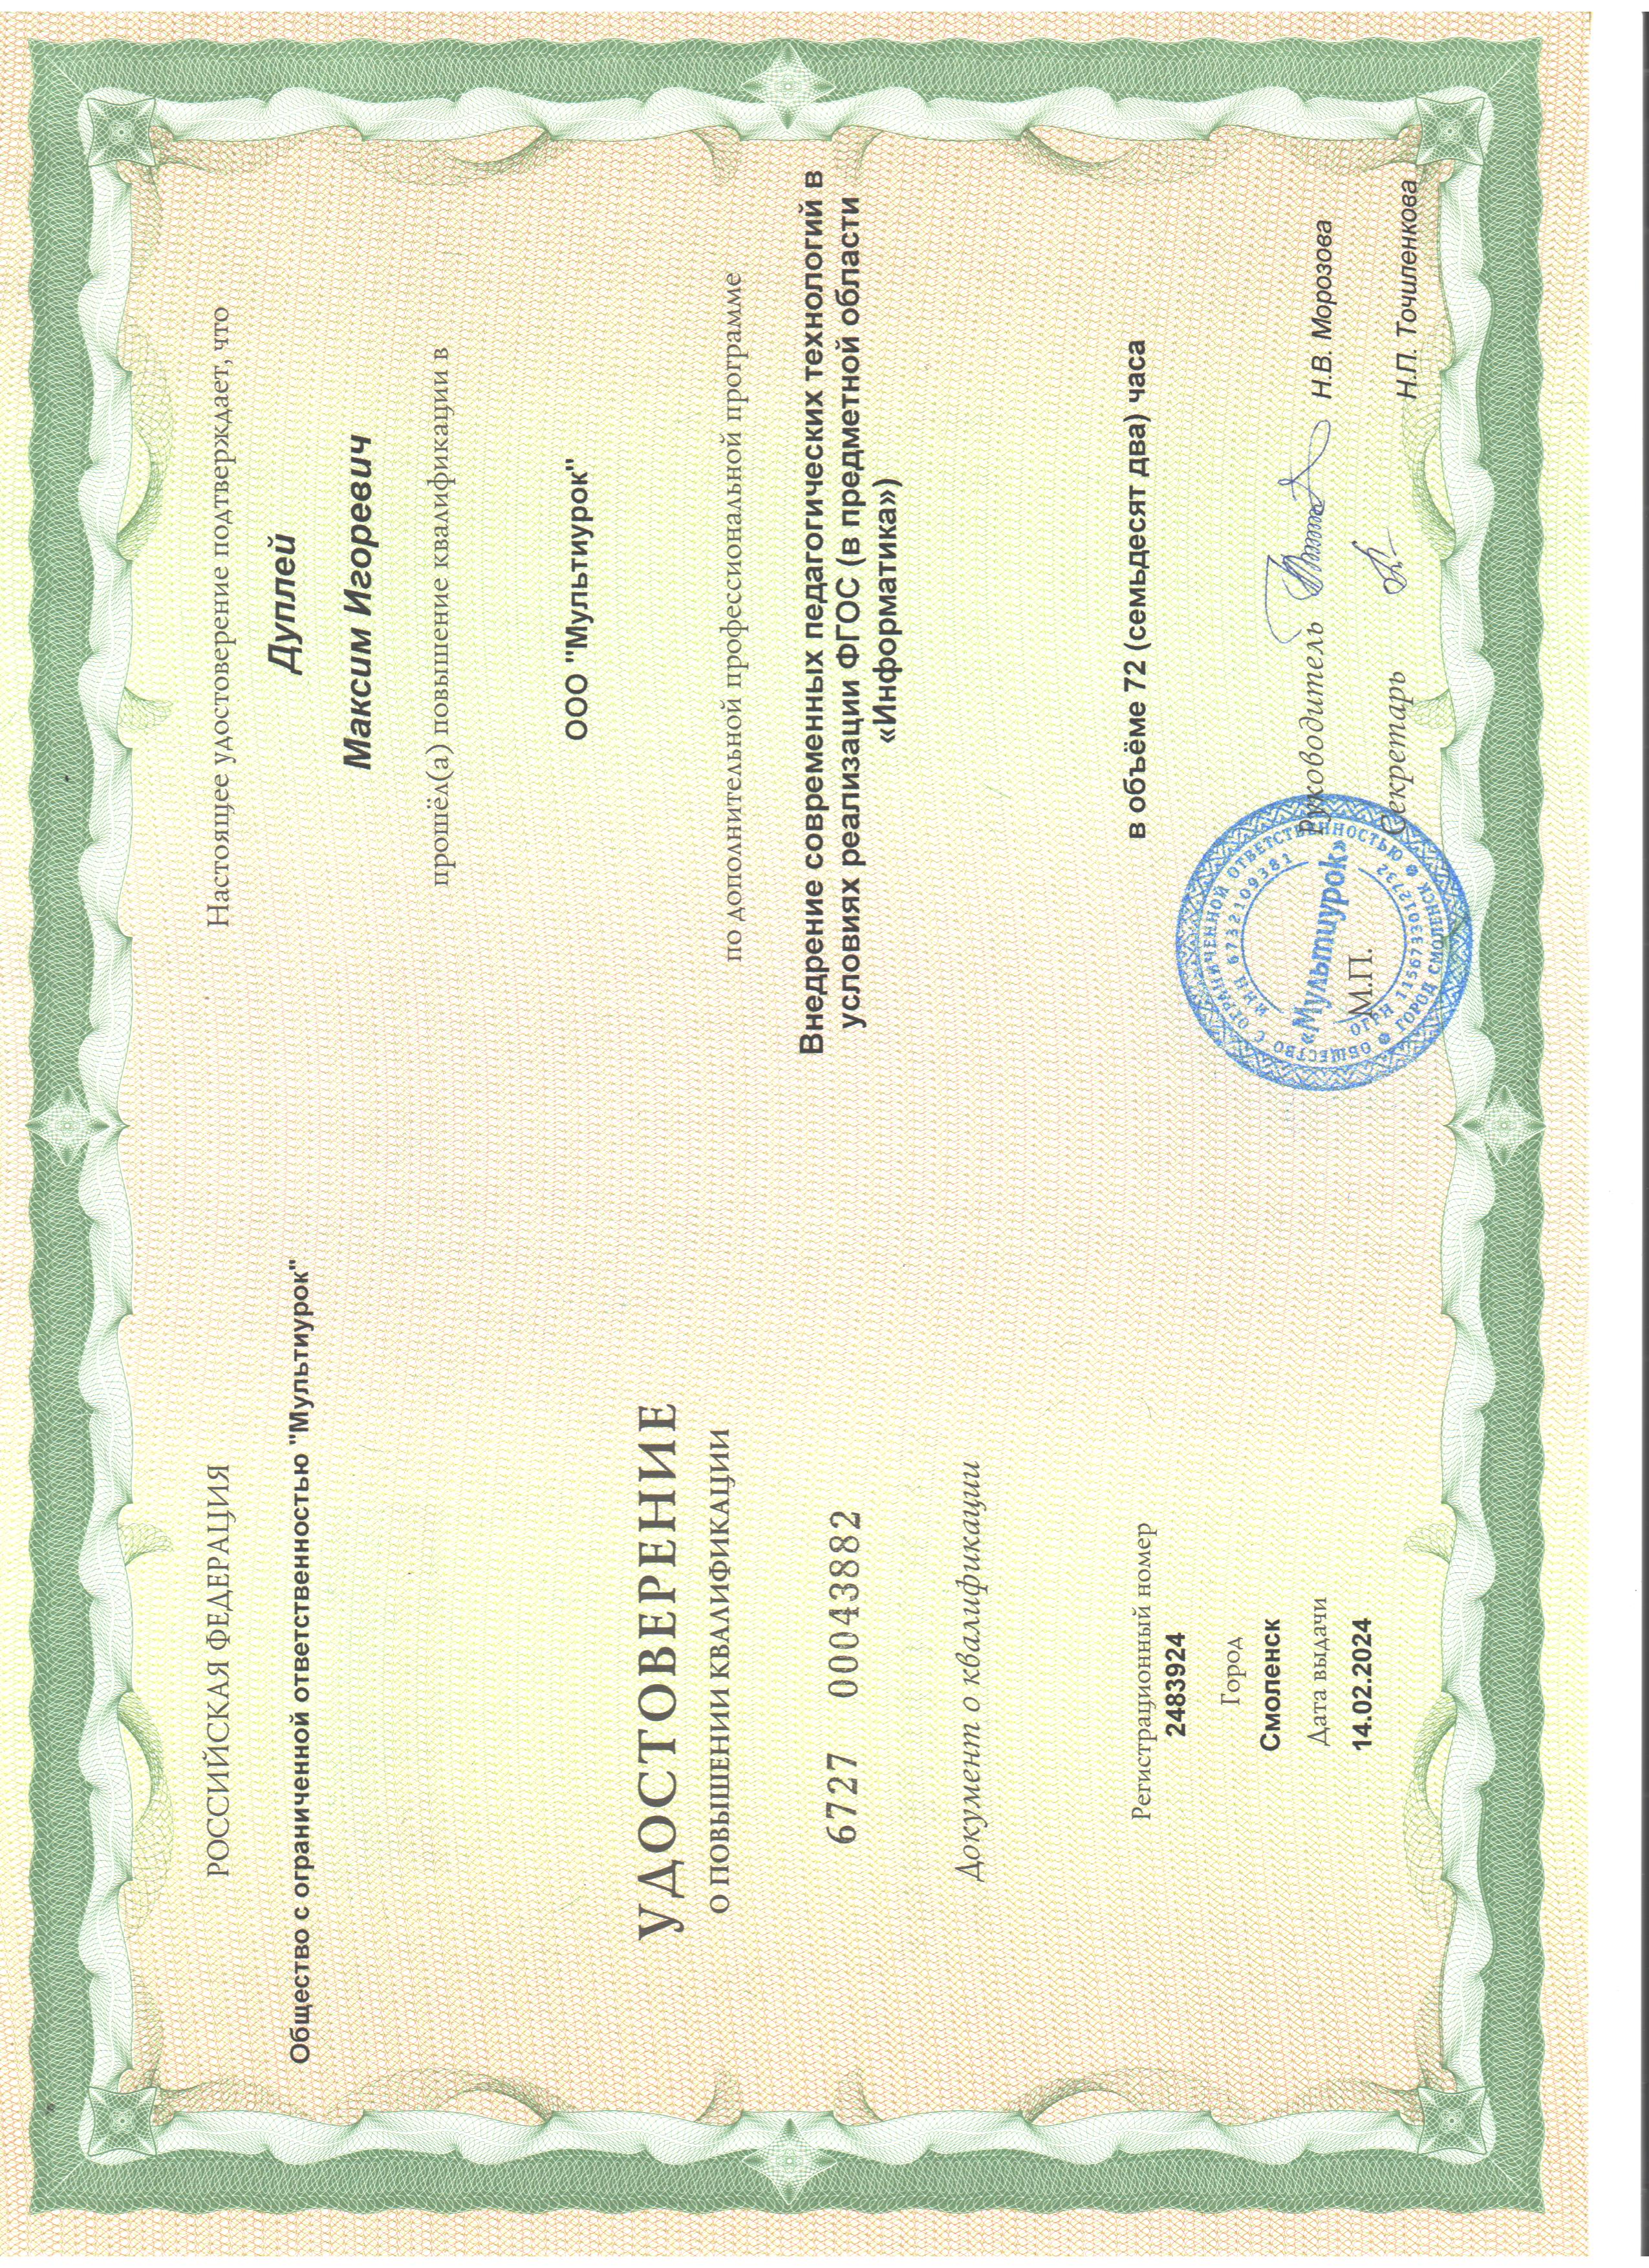 РОССИЙСКАЯ ФЕДЕРАЦИЯ
Общество с ограниченной ответственностью "Мультиурок"
УДОСТОВЕРЕНИЕ
О ПОВЫШЕНИИ КВАЛИФИКАЦИИ
6727 00043882
Документ о квалификации
Регистрационный номер
2483924
Город
Смоленск
Дата выдачи
14.02.2024
Настоящее удостоверение подтверждает, что
Дуплей
Максим Игоревич
прошёл(а) повышение квалификации в
ООО "Мультиурок"
по дополнительной профессиональной программе
Внедрение современных педагогических технологий в
условиях реализации ФГОС (в предметной области
«Информатика»)
в объёме 72 (семьдесят два) часа
Руководитель Н.В. Морозова
М.П.
Секретарь Н.П. Точиленкова
ОБЩЕСТВО С ОГРАНИЧЕННОЙ ОТВЕТСТВЕННОСТЬЮ
ИНН 6732109381
«Мультиурок»
ОГРН 1156733012732
ГОРОД СМОЛЕНСК